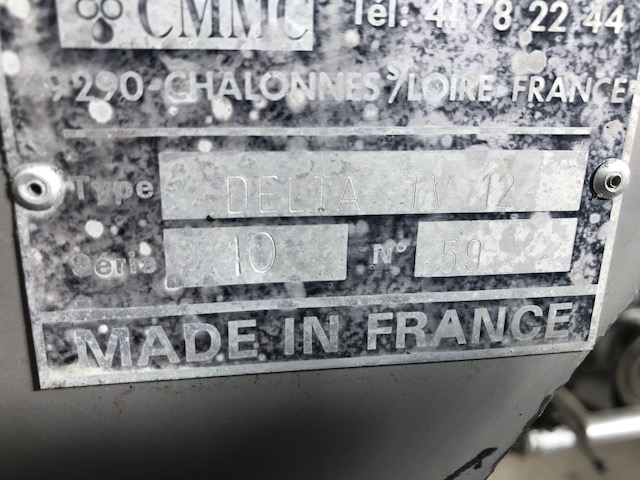 CMMC Tél: 41 78 22 44
49290-CHALONNES s/LOIRE FRANCE
Type DELTA TV 12
Serie 10 N° 59
MADE IN FRANCE